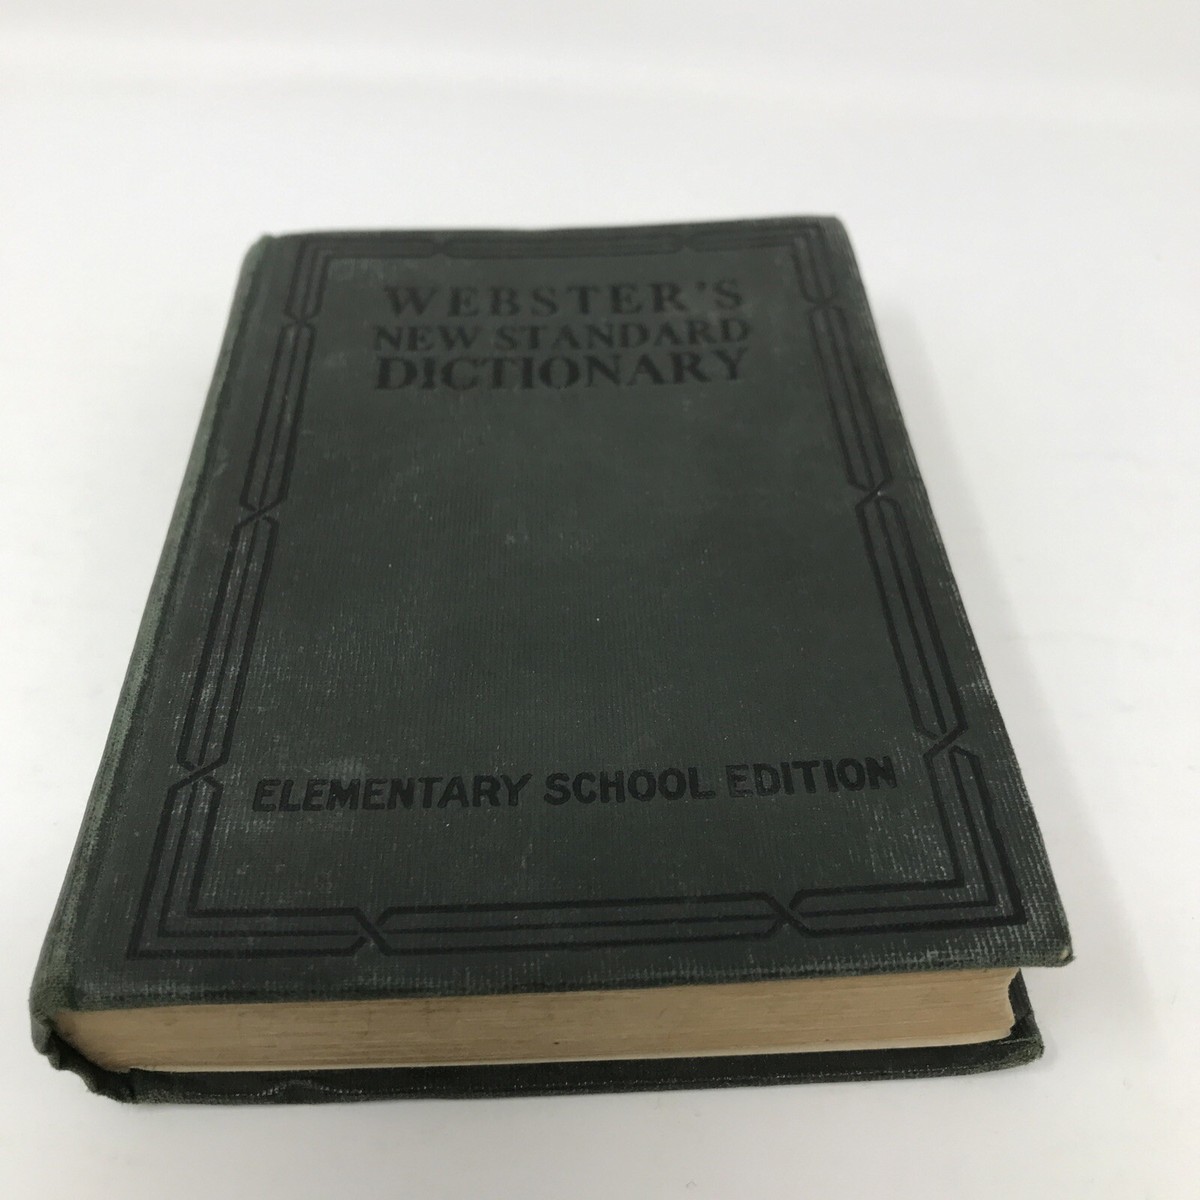 WEBSTER'S
NEW STANDARD
DICTIONARY
ELEMENTARY SCHOOL EDITION